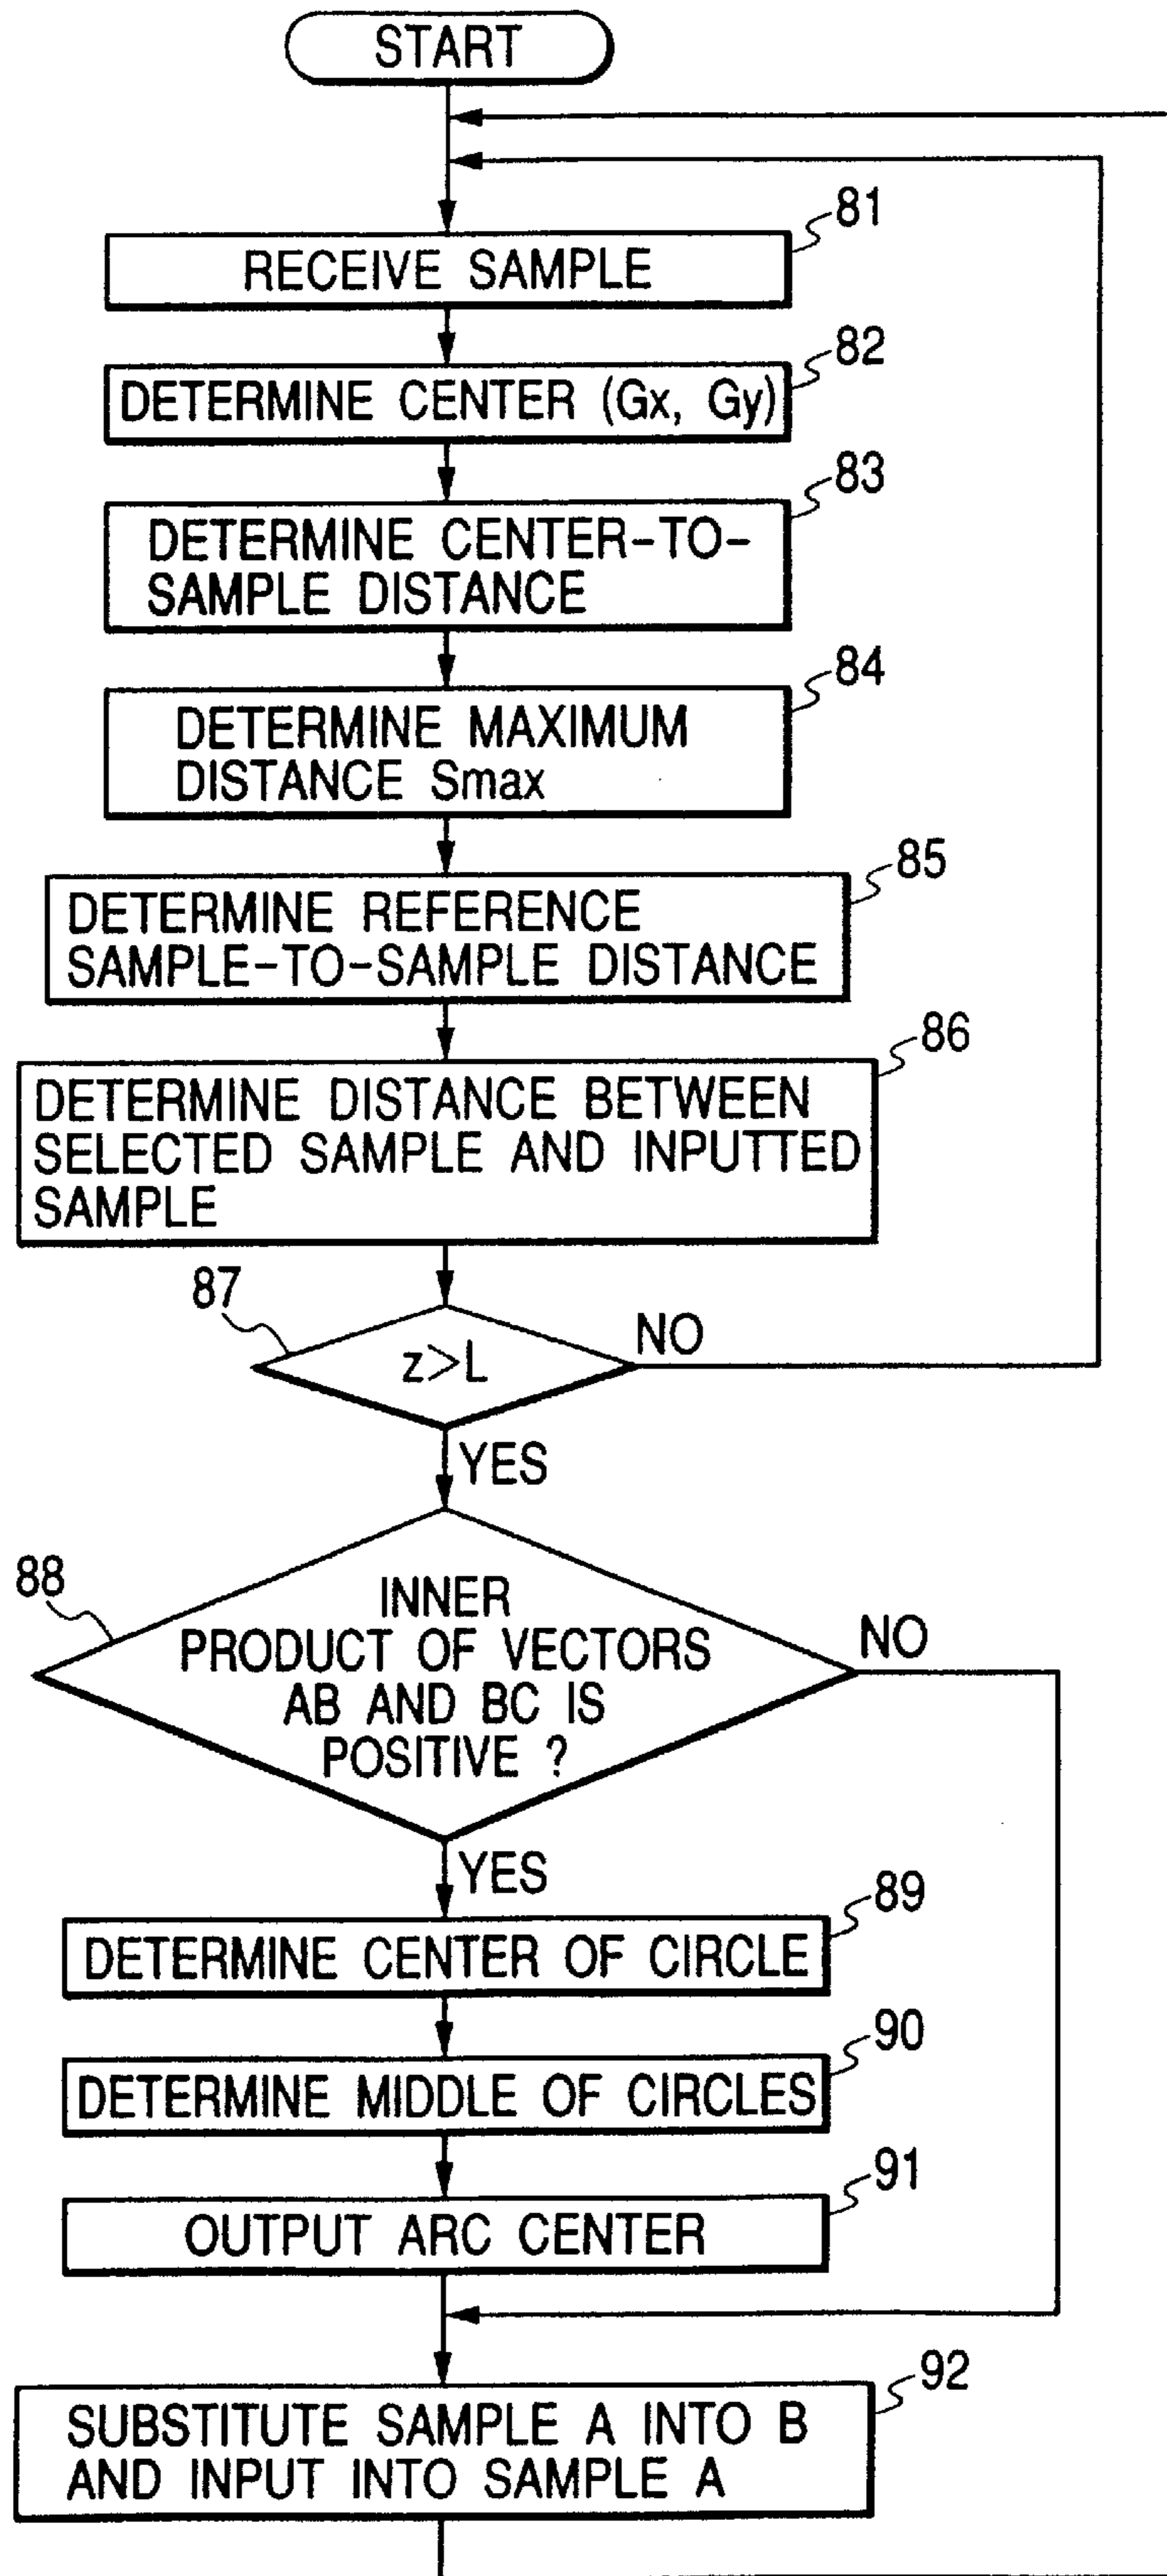 START
81
RECEIVE SAMPLE
82
DETERMINE CENTER (Gx, Gy)
83
DETERMINE CENTER-TO-
SAMPLE DISTANCE
84
DETERMINE MAXIMUM
DISTANCE Smax
85
DETERMINE REFERENCE
SAMPLE-TO-SAMPLE DISTANCE
86
DETERMINE DISTANCE BETWEEN
SELECTED SAMPLE AND INPUTTED
SAMPLE
87
z>L
NO
YES
88
INNER
PRODUCT OF VECTORS
AB AND BC IS
POSITIVE ?
NO
YES
89
DETERMINE CENTER OF CIRCLE
90
DETERMINE MIDDLE OF CIRCLES
91
OUTPUT ARC CENTER
92
SUBSTITUTE SAMPLE A INTO B
AND INPUT INTO SAMPLE A